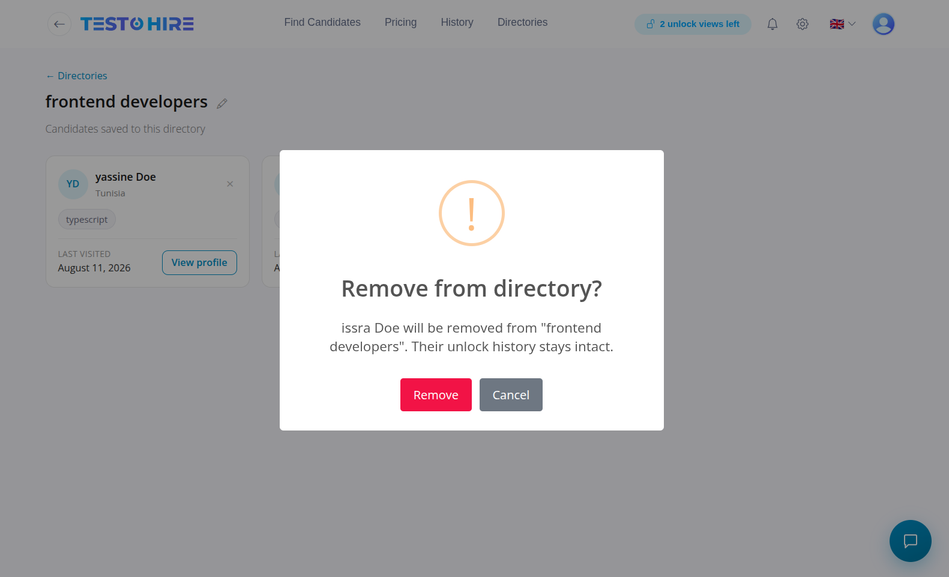 TESTOHIRE
Find Candidates
Pricing
History
Directories
2 unlock views left
← Directories
frontend developers
Candidates saved to this directory
YD
yassine Doe
Tunisia
typescript
LAST VISITED
August 11, 2026
View profile
Remove from directory?
issra Doe will be removed from "frontend
developers". Their unlock history stays intact.
Remove
Cancel